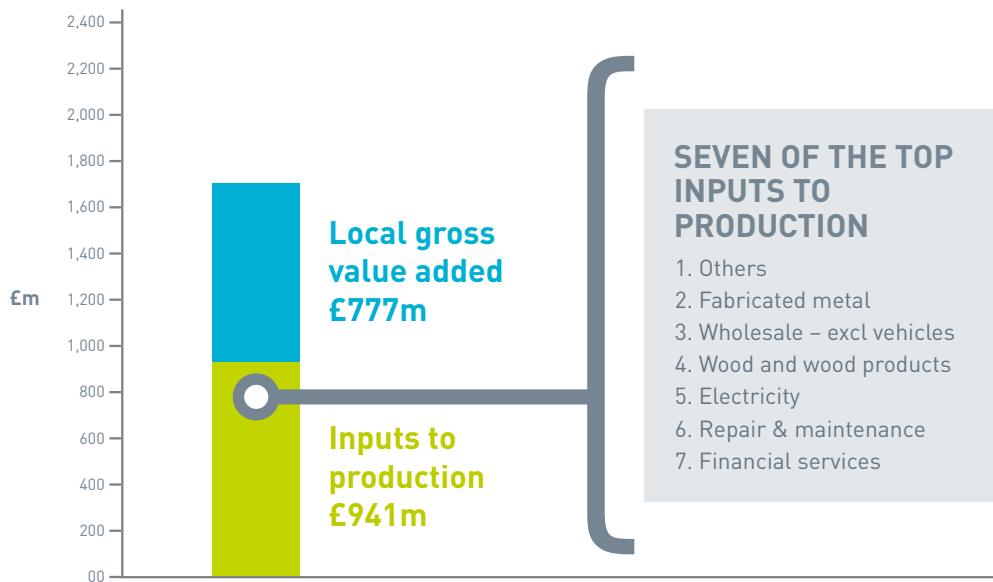 2,400
2,200
2,000
1,800
1,600
1,400
£m
1,200
1,000
800
600
400
200
00
Local gross
value added
£777m
Inputs to
production
£941m
SEVEN OF THE TOP
INPUTS TO
PRODUCTION
1. Others
2. Fabricated metal
3. Wholesale – excl vehicles
4. Wood and wood products
5. Electricity
6. Repair & maintenance
7. Financial services